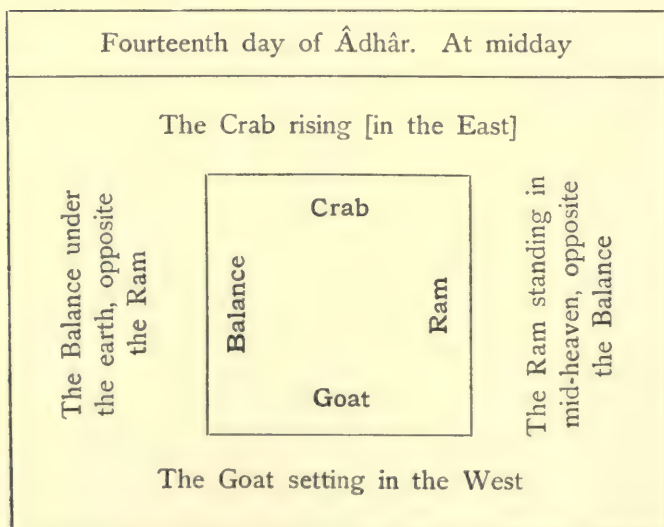 Fourteenth day of Âdhâr. At midday
The Crab rising [in the East]
The Balance under
the earth, opposite
the Ram
Crab
Balance
Ram
Goat
The Ram standing in
mid-heaven, opposite
the Balance
The Goat setting in the West